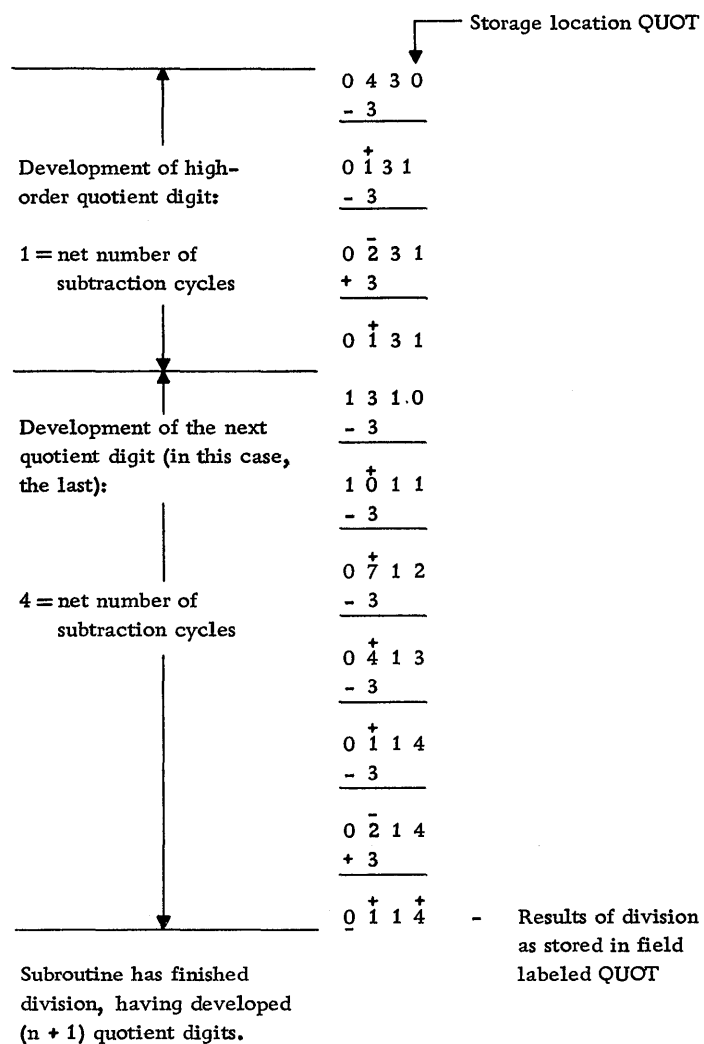 Storage location QUOT
0 4 3 0
- 3
+
0 1 3 1
- 3
-
0 2 3 1
+ 3
+
0 1 3 1
Development of high-
order quotient digit:
1 = net number of
subtraction cycles
1 3 1.0
- 3
+
1 0 1 1
- 3
+
0 7 1 2
- 3
+
0 4 1 3
- 3
+
0 1 1 4
- 3
-
0 2 1 4
+ 3
+ +
0 1 1 4
Development of the next
quotient digit (in this case,
the last):
4 = net number of
subtraction cycles
- Results of division
as stored in field
labeled QUOT
Subroutine has finished
division, having developed
(n + 1) quotient digits.